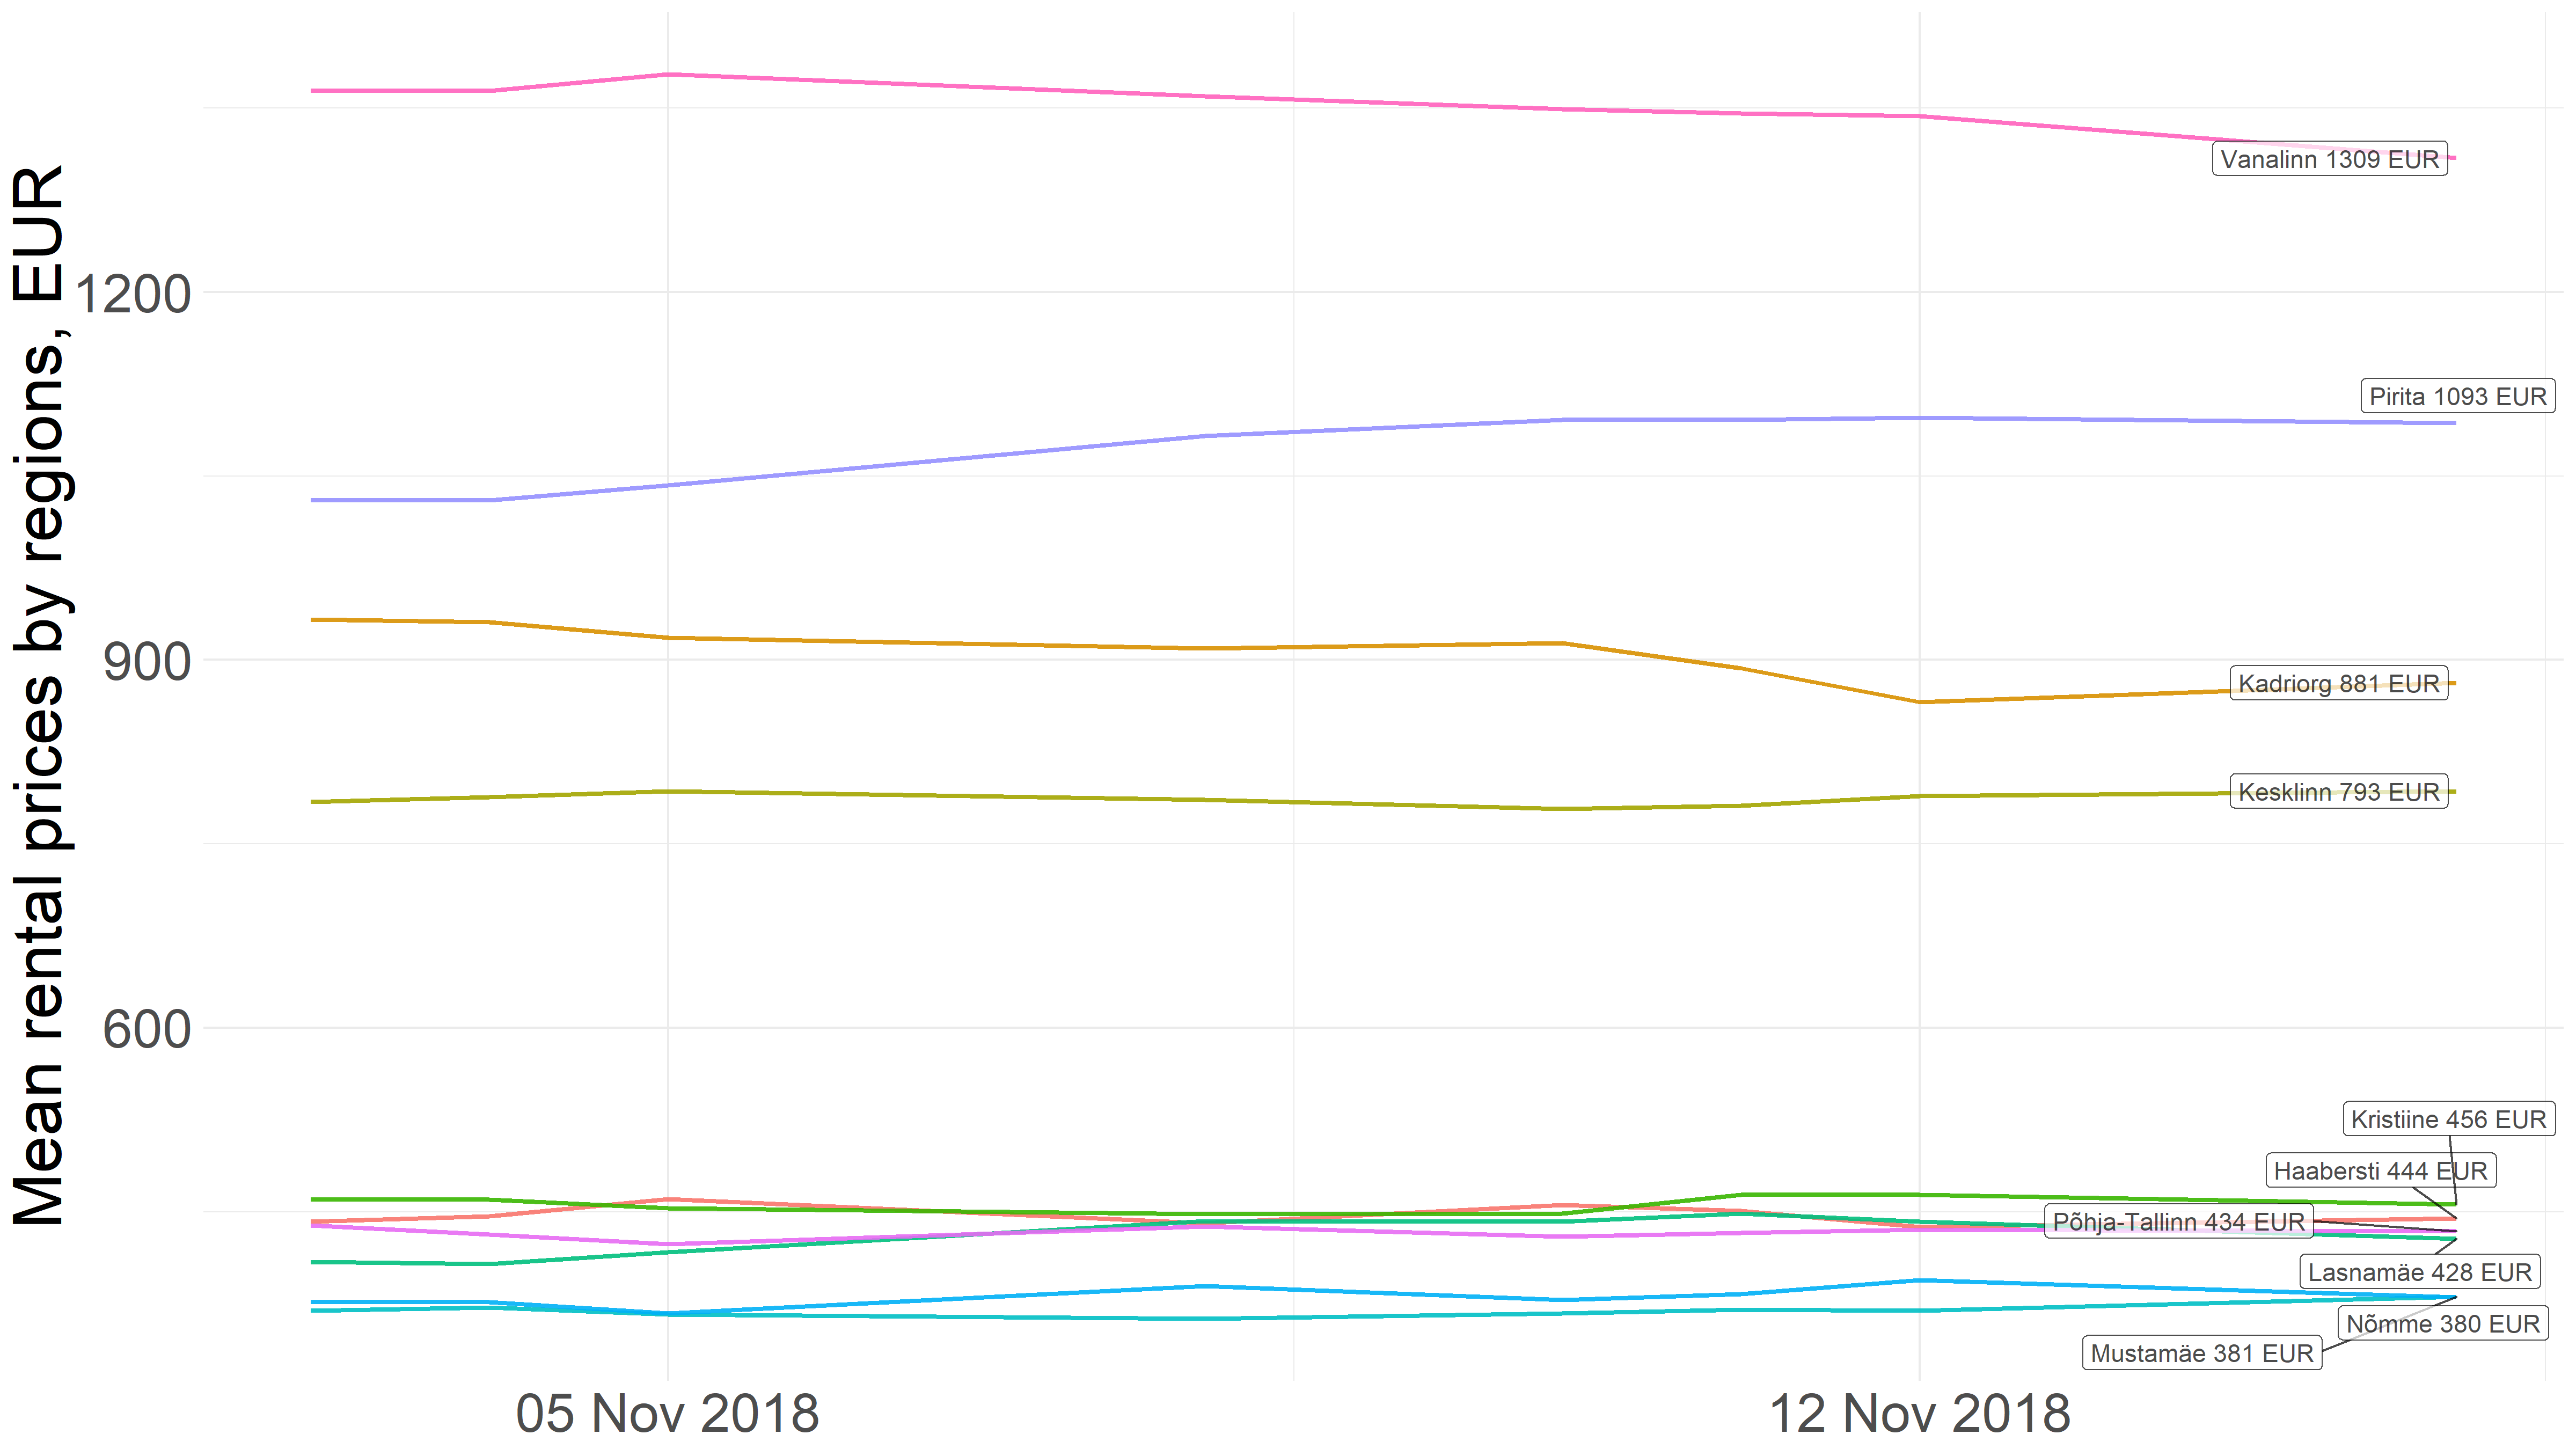 Mean rental prices by regions, EUR
1200
900
600
Vanalinn 1309 EUR
Pirita 1093 EUR
Kadriorg 881 EUR
Kesklinn 793 EUR
Kristiine 456 EUR
Haabersti 444 EUR
Põhja-Tallinn 434 EUR
Lasnamäe 428 EUR
Nõmme 380 EUR
Mustamäe 381 EUR
05 Nov 2018
12 Nov 2018